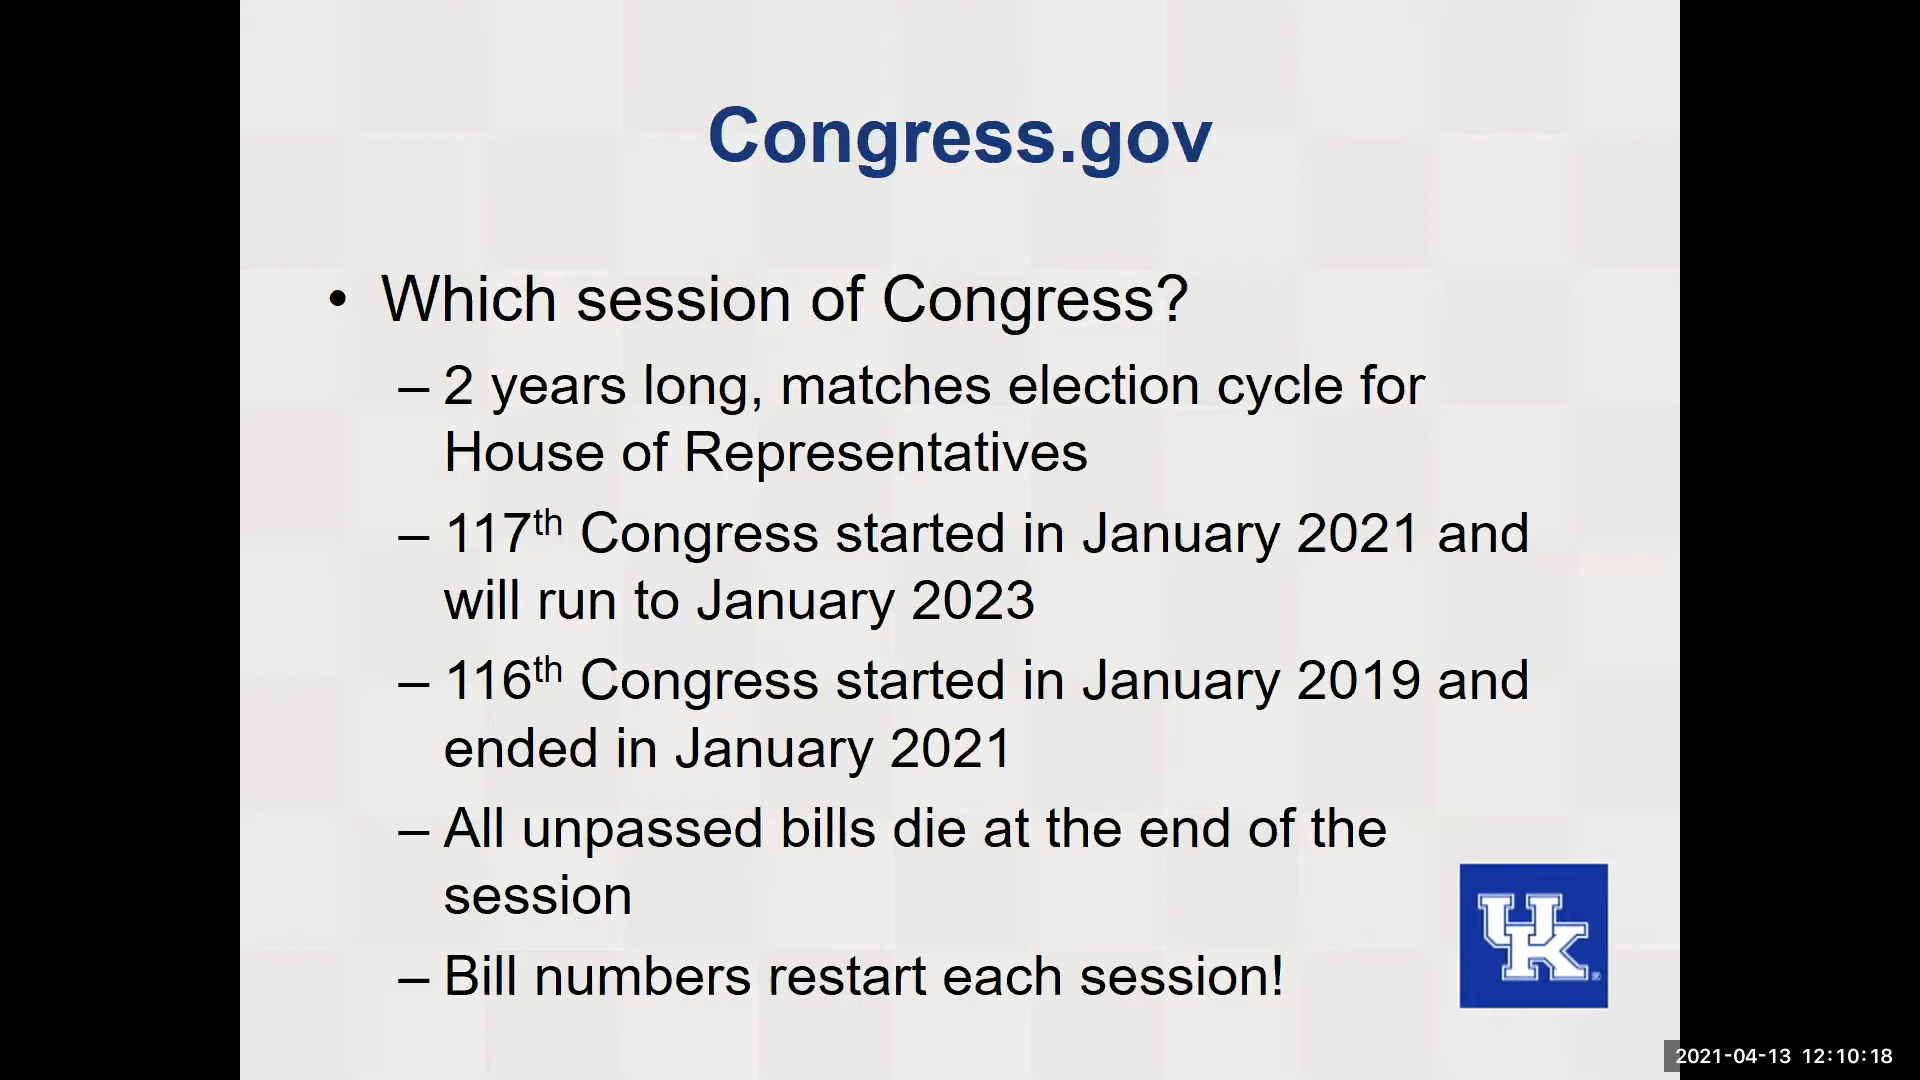 Congress.gov
• Which session of Congress?
– 2 years long, matches election cycle for
House of Representatives
– 117th Congress started in January 2021 and
will run to January 2023
– 116th Congress started in January 2019 and
ended in January 2021
– All unpassed bills die at the end of the
session
– Bill numbers restart each session!
UK
2021-04-13 12:10:18